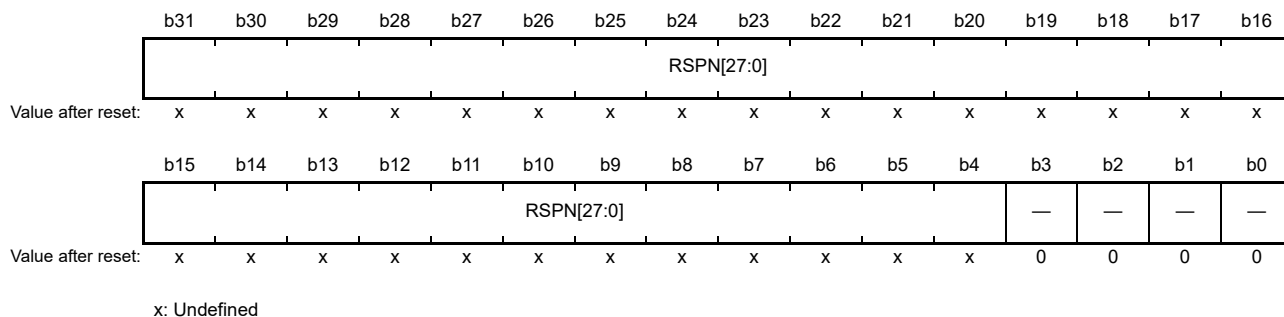 b31 b30 b29 b28 b27 b26 b25 b24 b23 b22 b21 b20 b19 b18 b17 b16
RSPN[27:0]
Value after reset: x x x x x x x x x x x x x x x x
b15 b14 b13 b12 b11 b10 b9 b8 b7 b6 b5 b4 b3 b2 b1 b0
RSPN[27:0] — — — —
Value after reset: x x x x x x x x x x x x 0 0 0 0
x: Undefined